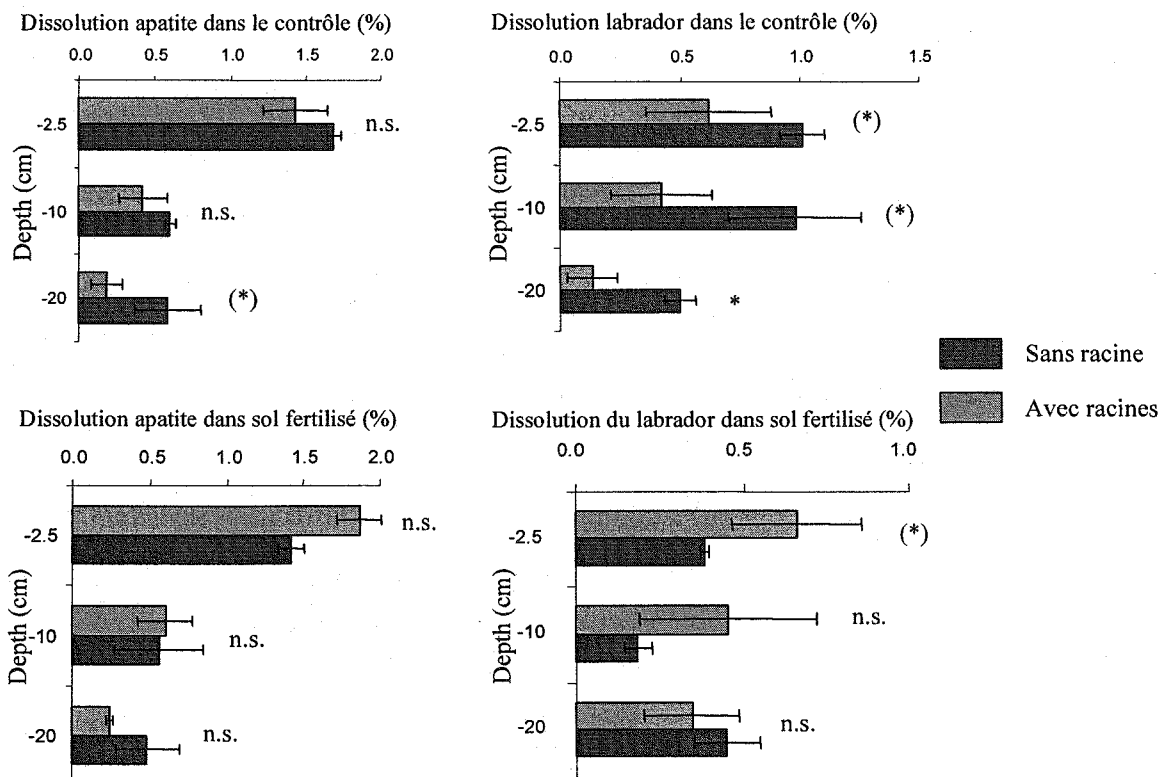 Dissolution apatite dans le contrôle (%)
0.0 0.5 1.0 1.5 2.0
Depth (cm)
-2.5 n.s.
-10 n.s.
-20 (*)
Dissolution labrador dans le contrôle (%)
0.0 0.5 1.0 1.5
Depth (cm)
-2.5 (*)
-10 (*)
-20 *
Sans racine
Avec racines
Dissolution apatite dans sol fertilisé (%)
0.0 0.5 1.0 1.5 2.0
Depth (cm)
-2.5 n.s.
-10 n.s.
-20 n.s.
Dissolution du labrador dans sol fertilisé (%)
0.0 0.5 1.0
Depth (cm)
-2.5 (*)
-10 n.s.
-20 n.s.